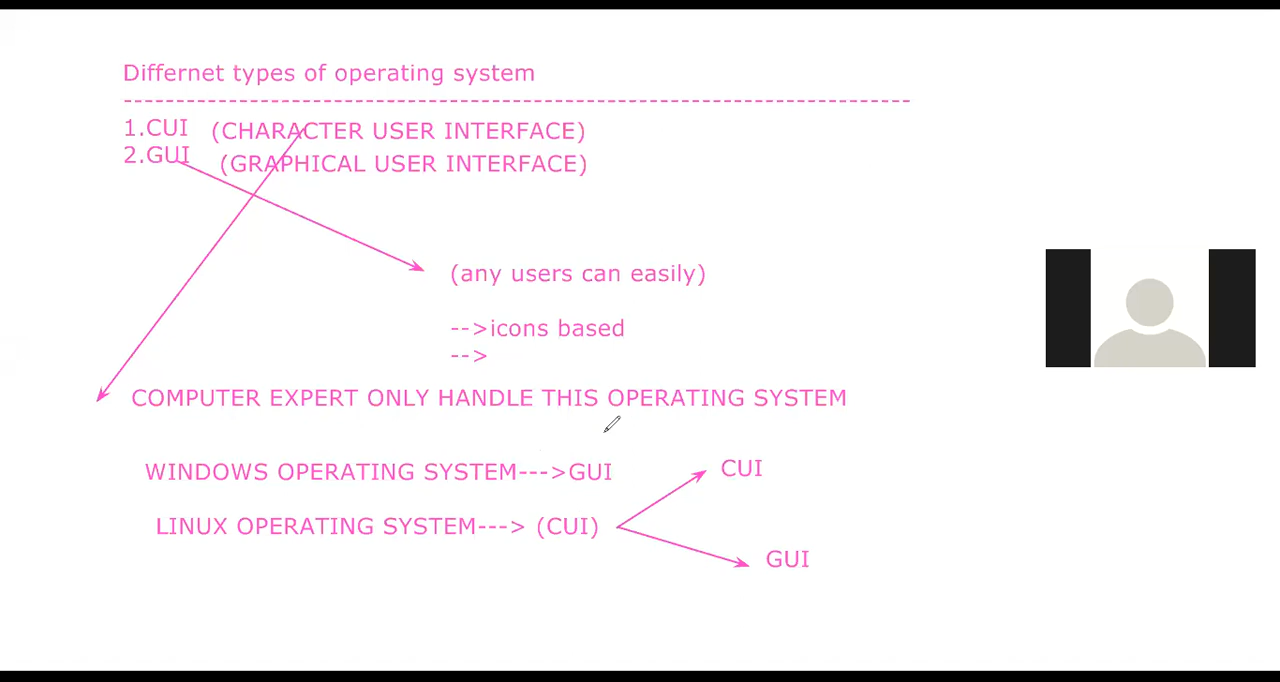 Differnet types of operating system
--------------------------------------------------------------------------
1.CUI (CHARACTER USER INTERFACE)
2.GUI (GRAPHICAL USER INTERFACE)
(any users can easily)
-->icons based
-->
COMPUTER EXPERT ONLY HANDLE THIS OPERATING SYSTEM
WINDOWS OPERATING SYSTEM--->GUI
CUI
LINUX OPERATING SYSTEM---> (CUI)
GUI